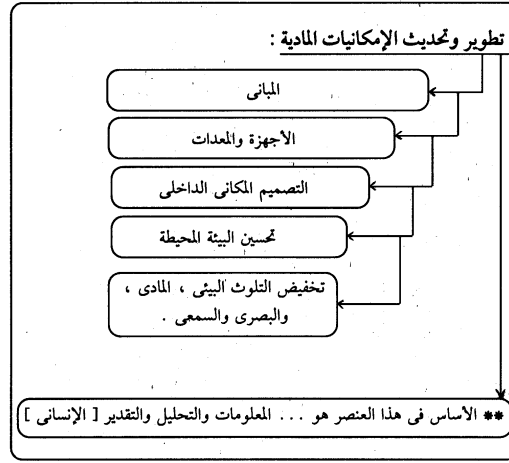 تطوير وتحديث الإمكانيات المادية :
المبانى
الأجهزة والمعدات
التصميم المكانى الداخلى
تحسين البيئة المحيطة
تخفيض التلوث البيئى ، المادى ،
والبصرى والسمعى .
** الأساس فى هذا العنصر هو ... المعلومات والتحليل والتقدير [ الإنسانى ]